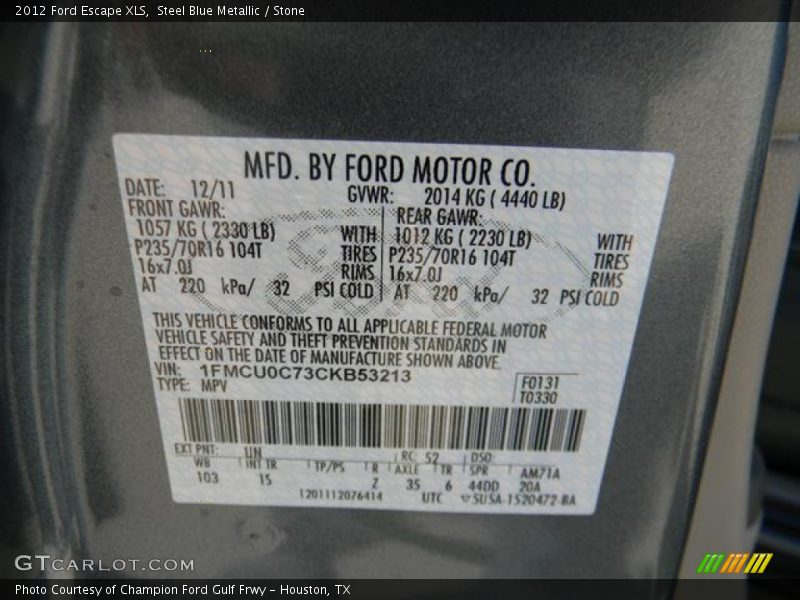 2012 Ford Escape XLS, Steel Blue Metallic / Stone
MFD. BY FORD MOTOR CO.
DATE: 12/11 GVWR: 2014 KG ( 4440 LB)
FRONT GAWR: REAR GAWR:
1057 KG ( 2330 LB) WITH 1012 KG ( 2230 LB) WITH
P235/70R16 104T TIRES P235/70R16 104T TIRES
16x7.0J RIMS 16x7.0J RIMS
AT 220 kPa/ 32 PSI COLD AT 220 kPa/ 32 PSI COLD
THIS VEHICLE CONFORMS TO ALL APPLICABLE FEDERAL MOTOR
VEHICLE SAFETY AND THEFT PREVENTION STANDARDS IN
EFFECT ON THE DATE OF MANUFACTURE SHOWN ABOVE.
VIN: 1FMCU0C73CKB53213 F0131
TYPE: MPV T0330
EXT PNT: UN RC: 52 DSO:
WB INT TR TP/PS R AXLE TR SPR AM71A
103 1S Z 35 6 44DD 20A
1201112076414 UTC SU5A-1520472-BA
GTCARLOT.COM
Photo Courtesy of Champion Ford Gulf Frwy – Houston, TX